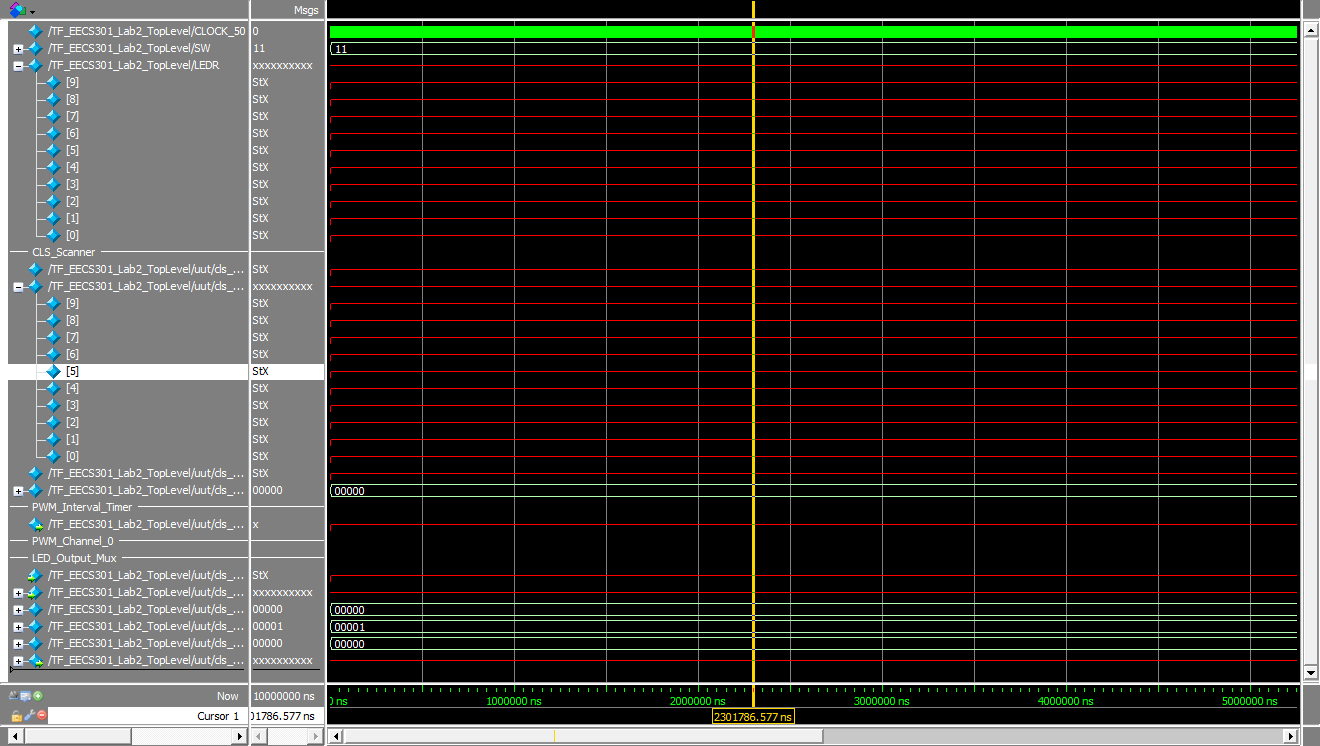 Msgs
/TF_EECS301_Lab2_TopLevel/CLOCK_50 0
/TF_EECS301_Lab2_TopLevel/SW 11 11
/TF_EECS301_Lab2_TopLevel/LEDR xxxxxxxxxx
[9] StX
[8] StX
[7] StX
[6] StX
[5] StX
[4] StX
[3] StX
[2] StX
[1] StX
[0] StX
CLS_Scanner
/TF_EECS301_Lab2_TopLevel/uut/cls_... StX
/TF_EECS301_Lab2_TopLevel/uut/cls_... xxxxxxxxxx
[9] StX
[8] StX
[7] StX
[6] StX
[5] StX
[4] StX
[3] StX
[2] StX
[1] StX
[0] StX
/TF_EECS301_Lab2_TopLevel/uut/cls_... StX
/TF_EECS301_Lab2_TopLevel/uut/cls_... 00000 00000
PWM_Interval_Timer
/TF_EECS301_Lab2_TopLevel/uut/cls_... x
PWM_Channel_0
LED_Output_Mux
/TF_EECS301_Lab2_TopLevel/uut/cls_... StX
/TF_EECS301_Lab2_TopLevel/uut/cls_... xxxxxxxxxx
/TF_EECS301_Lab2_TopLevel/uut/cls_... 00000 00000
/TF_EECS301_Lab2_TopLevel/uut/cls_... 00001 00001
/TF_EECS301_Lab2_TopLevel/uut/cls_... 00000 00000
/TF_EECS301_Lab2_TopLevel/uut/cls_... xxxxxxxxxx
Now 10000000 ns ns 1000000 ns 2000000 ns 3000000 ns 4000000 ns 5000000 ns
Cursor 1 01786.577 ns 2301786.577 ns